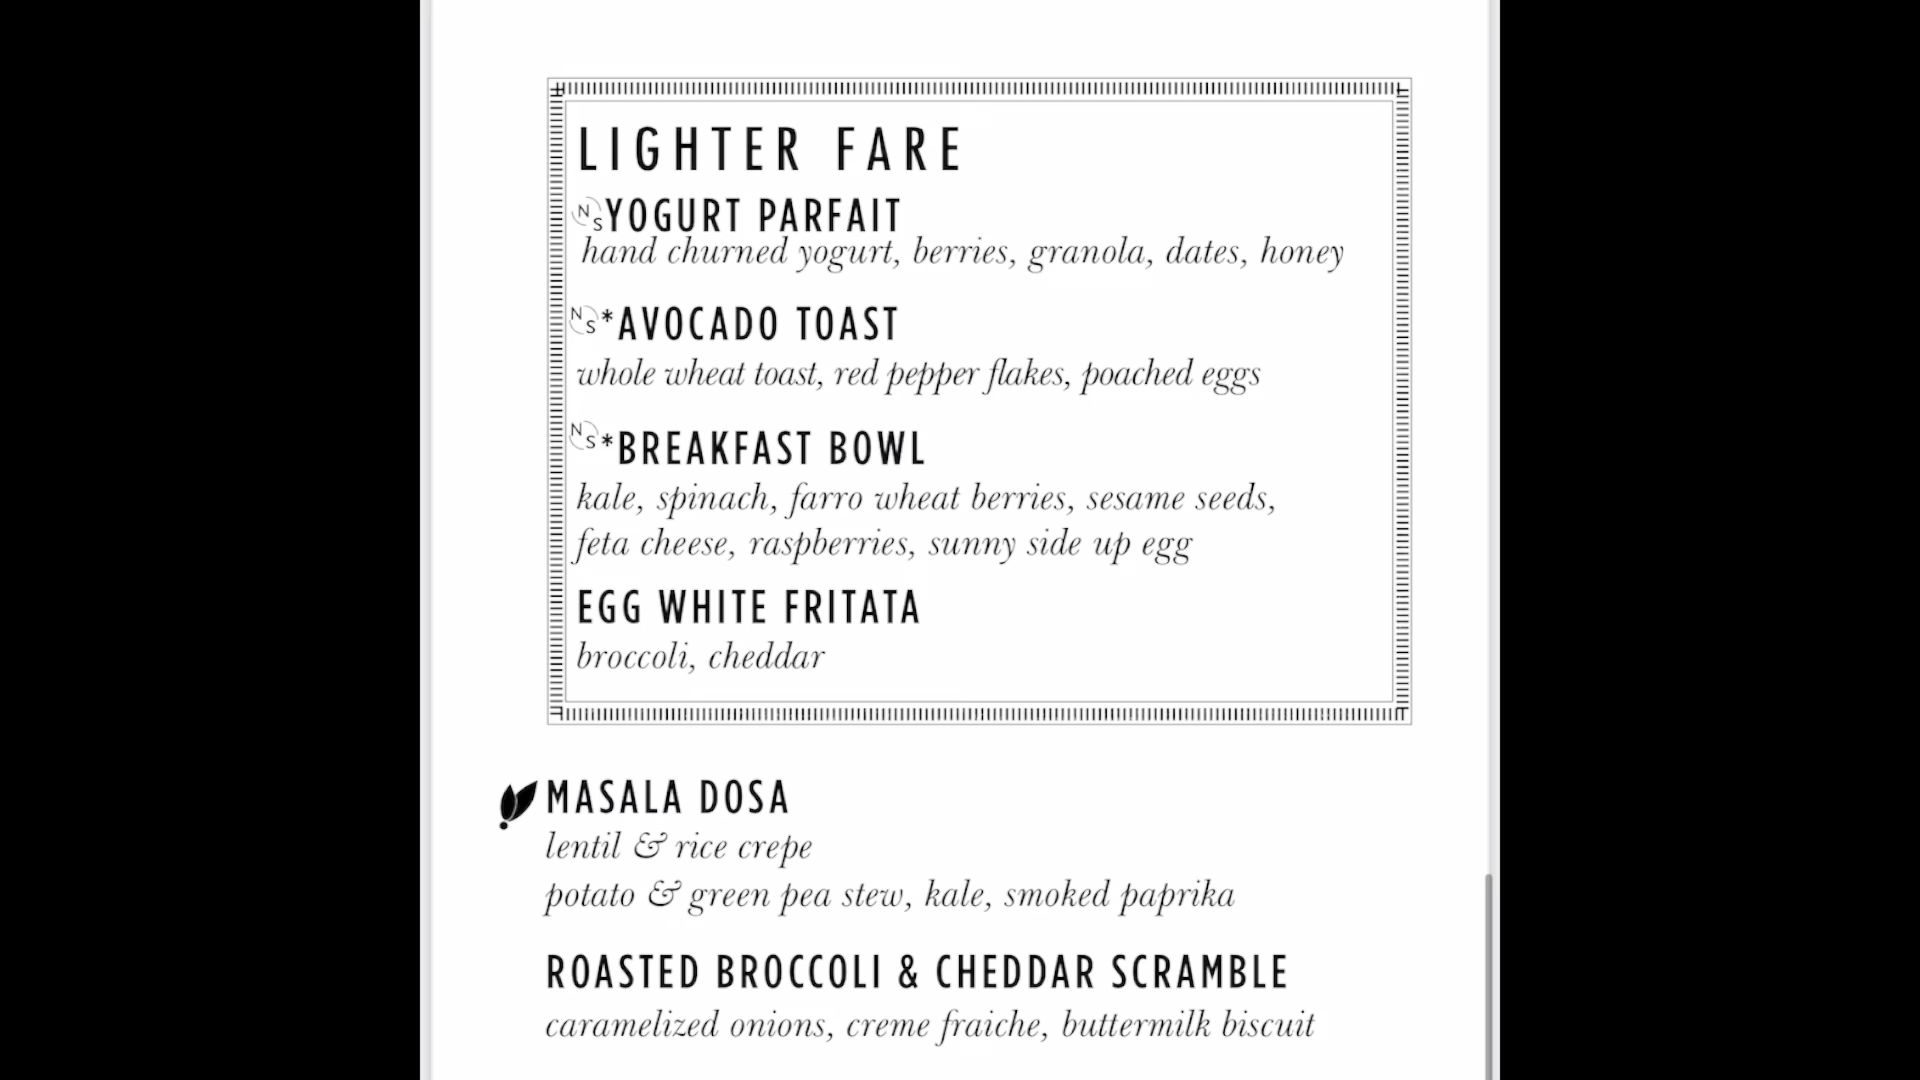 LIGHTER FARE
NS YOGURT PARFAIT
hand churned yogurt, berries, granola, dates, honey
NS *AVOCADO TOAST
whole wheat toast, red pepper flakes, poached eggs
NS *BREAKFAST BOWL
kale, spinach, farro wheat berries, sesame seeds,
feta cheese, raspberries, sunny side up egg
EGG WHITE FRITATA
broccoli, cheddar
MASALA DOSA
lentil & rice crepe
potato & green pea stew, kale, smoked paprika
ROASTED BROCCOLI & CHEDDAR SCRAMBLE
caramelized onions, creme fraiche, buttermilk biscuit